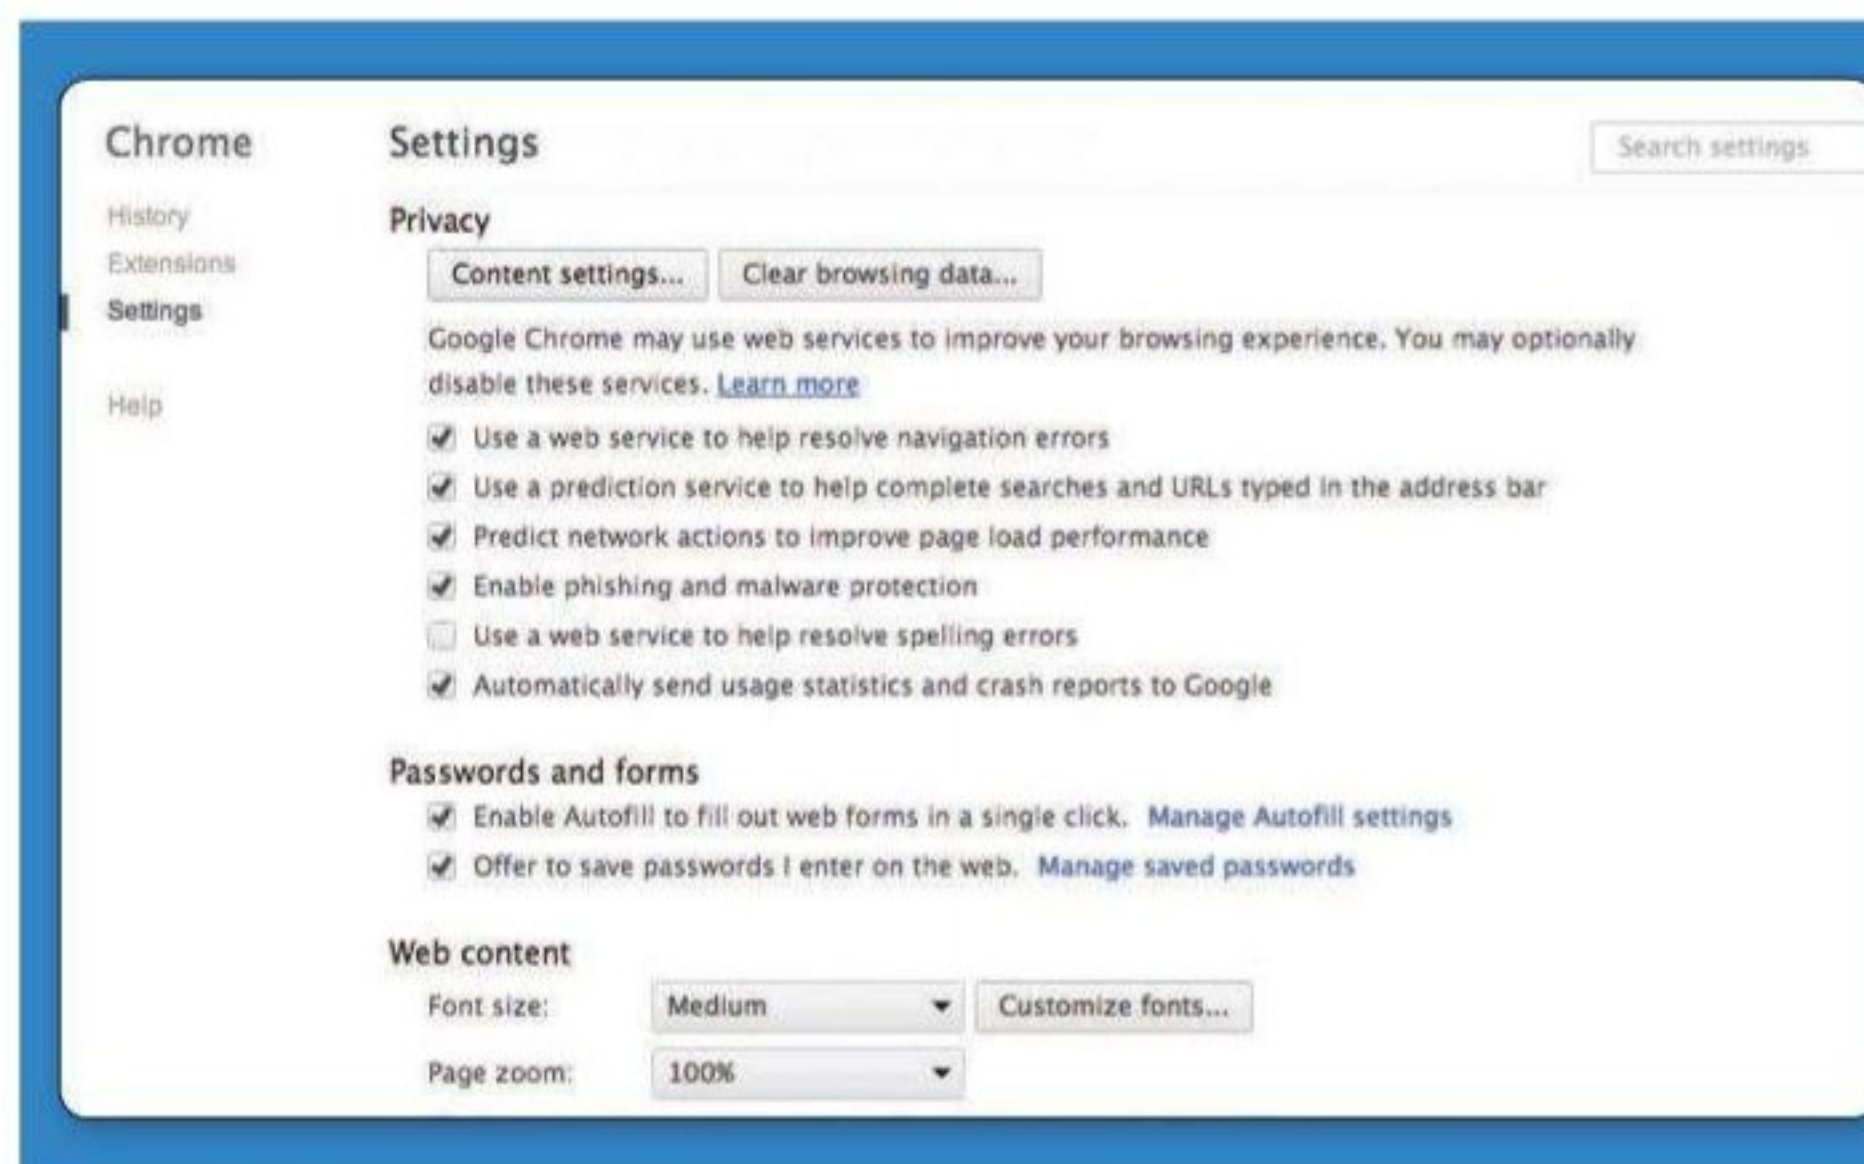 Chrome
History
Extensions
Settings
Help
Settings
Search settings
Privacy
Content settings... Clear browsing data...
Google Chrome may use web services to improve your browsing experience. You may optionally
disable these services. Learn more
Use a web service to help resolve navigation errors
Use a prediction service to help complete searches and URLs typed in the address bar
Predict network actions to improve page load performance
Enable phishing and malware protection
Use a web service to help resolve spelling errors
Automatically send usage statistics and crash reports to Google
Passwords and forms
Enable Autofill to fill out web forms in a single click. Manage Autofill settings
Offer to save passwords I enter on the web. Manage saved passwords
Web content
Font size: Medium Customize fonts...
Page zoom: 100%